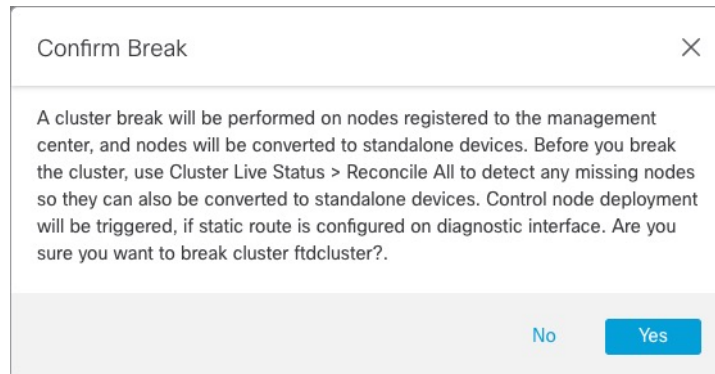 Confirm Break
A cluster break will be performed on nodes registered to the management
center, and nodes will be converted to standalone devices. Before you break
the cluster, use Cluster Live Status > Reconcile All to detect any missing nodes
so they can also be converted to standalone devices. Control node deployment
will be triggered, if static route is configured on diagnostic interface. Are you
sure you want to break cluster ftdcluster?.
No
Yes